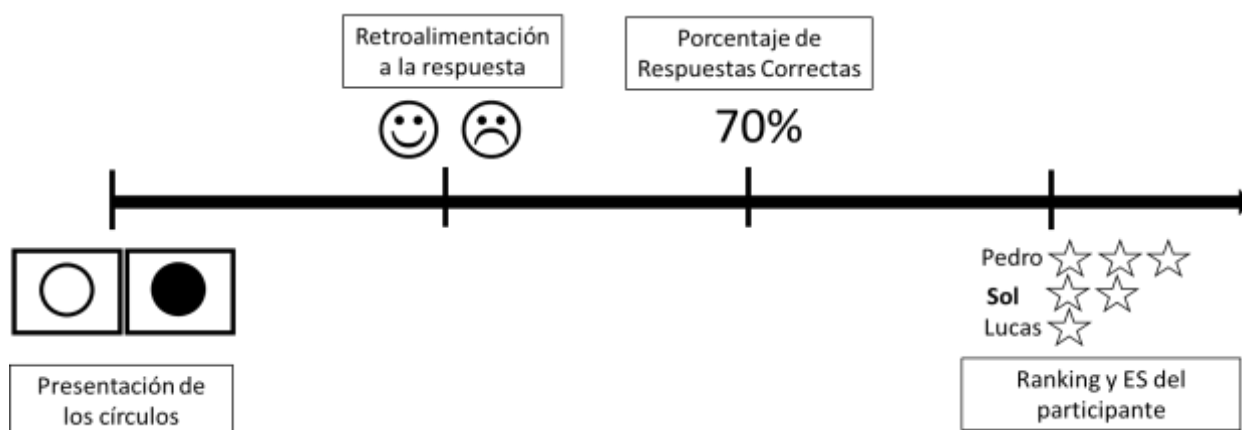 Retroalimentación
a la respuesta
Porcentaje de
Respuestas Correctas
70%
Pedro
Sol
Lucas
Presentación de
los círculos
Ranking y ES del
participante